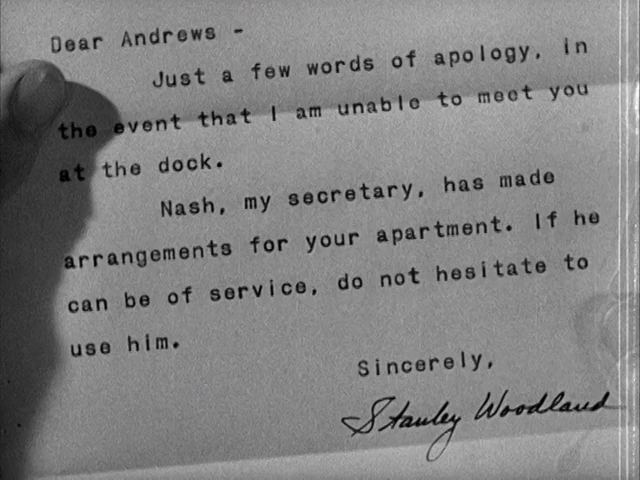 Dear Andrews -
Just a few words of apology, in
the event that I am unable to meet you
at the dock.
Nash, my secretary, has made
arrangements for your apartment. If he
can be of service, do not hesitate to
use him.
Sincerely,
Stanley Woodland